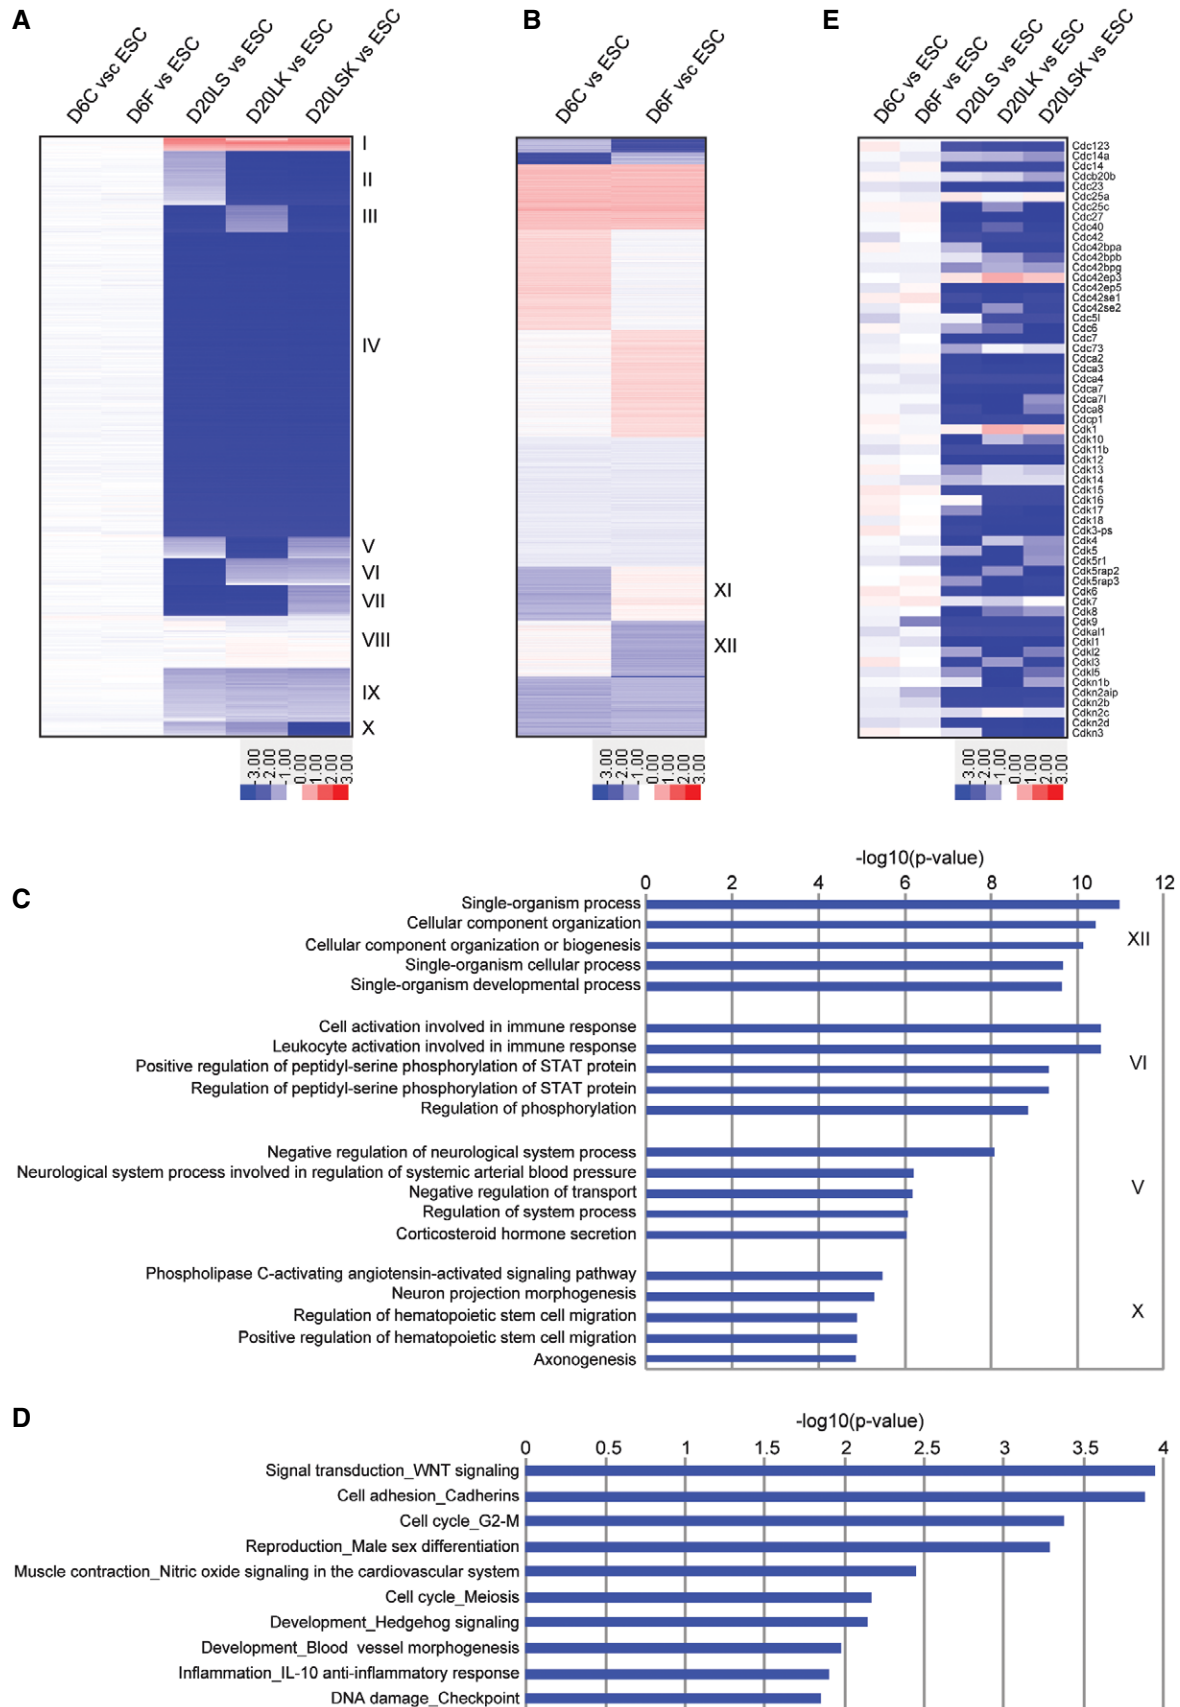 A
B
E
D6C vsc ESC
D6F vs ESC
D20LS vs ESC
D20LK vs ESC
D20LSK vs ESC
D6C vs ESC
D6F vsc ESC
D6C vs ESC
D6F vs ESC
D20LS vs ESC
D20LK vs ESC
D20LSK vs ESC
I
II
III
IV
V
VI
VII
VIII
IX
X
XI
XII
Cdc123
Cdc14a
Cdc14
Cdcb20b
Cdc23
Cdc25a
Cdc25c
Cdc27
Cdc40
Cdc42
Cdc42bpa
Cdc42bpb
Cdc42bpg
Cdc42ep3
Cdc42ep5
Cdc42se1
Cdc42se2
Cdc5l
Cdc6
Cdc7
Cdc73
Cdca2
Cdca3
Cdca4
Cdca7
Cdca7l
Cdca8
Cdcp1
Cdk1
Cdk10
Cdk11b
Cdk12
Cdk13
Cdk14
Cdk15
Cdk16
Cdk17
Cdk18
Cdk3-ps
Cdk4
Cdk5
Cdk5r1
Cdk5rap2
Cdk5rap3
Cdk6
Cdk7
Cdk8
Cdk9
Cdkal1
Cdkl1
Cdkl2
Cdkl3
Cdkl5
Cdkn1b
Cdkn2aip
Cdkn2b
Cdkn2c
Cdkn2d
Cdkn3
-3.00 -2.00 -1.00 0.00 1.00 2.00 3.00
-3.00 -2.00 -1.00 0.00 1.00 2.00 3.00
-3.00 -2.00 -1.00 0.00 1.00 2.00 3.00
C
-log10(p-value)
0 2 4 6 8 10 12
Single-organism process
Cellular component organization
Cellular component organization or biogenesis
Single-organism cellular process
Single-organism developmental process
XII
Cell activation involved in immune response
Leukocyte activation involved in immune response
Positive regulation of peptidyl-serine phosphorylation of STAT protein
Regulation of peptidyl-serine phosphorylation of STAT protein
Regulation of phosphorylation
VI
Negative regulation of neurological system process
Neurological system process involved in regulation of systemic arterial blood pressure
Negative regulation of transport
Regulation of system process
Corticosteroid hormone secretion
V
Phospholipase C-activating angiotensin-activated signaling pathway
Neuron projection morphogenesis
Regulation of hematopoietic stem cell migration
Positive regulation of hematopoietic stem cell migration
Axonogenesis
X
D
-log10(p-value)
0 0.5 1 1.5 2 2.5 3 3.5 4
Signal transduction_WNT signaling
Cell adhesion_Cadherins
Cell cycle_G2-M
Reproduction_Male sex differentiation
Muscle contraction_Nitric oxide signaling in the cardiovascular system
Cell cycle_Meiosis
Development_Hedgehog signaling
Development_Blood vessel morphogenesis
Inflammation_IL-10 anti-inflammatory response
DNA damage_Checkpoint